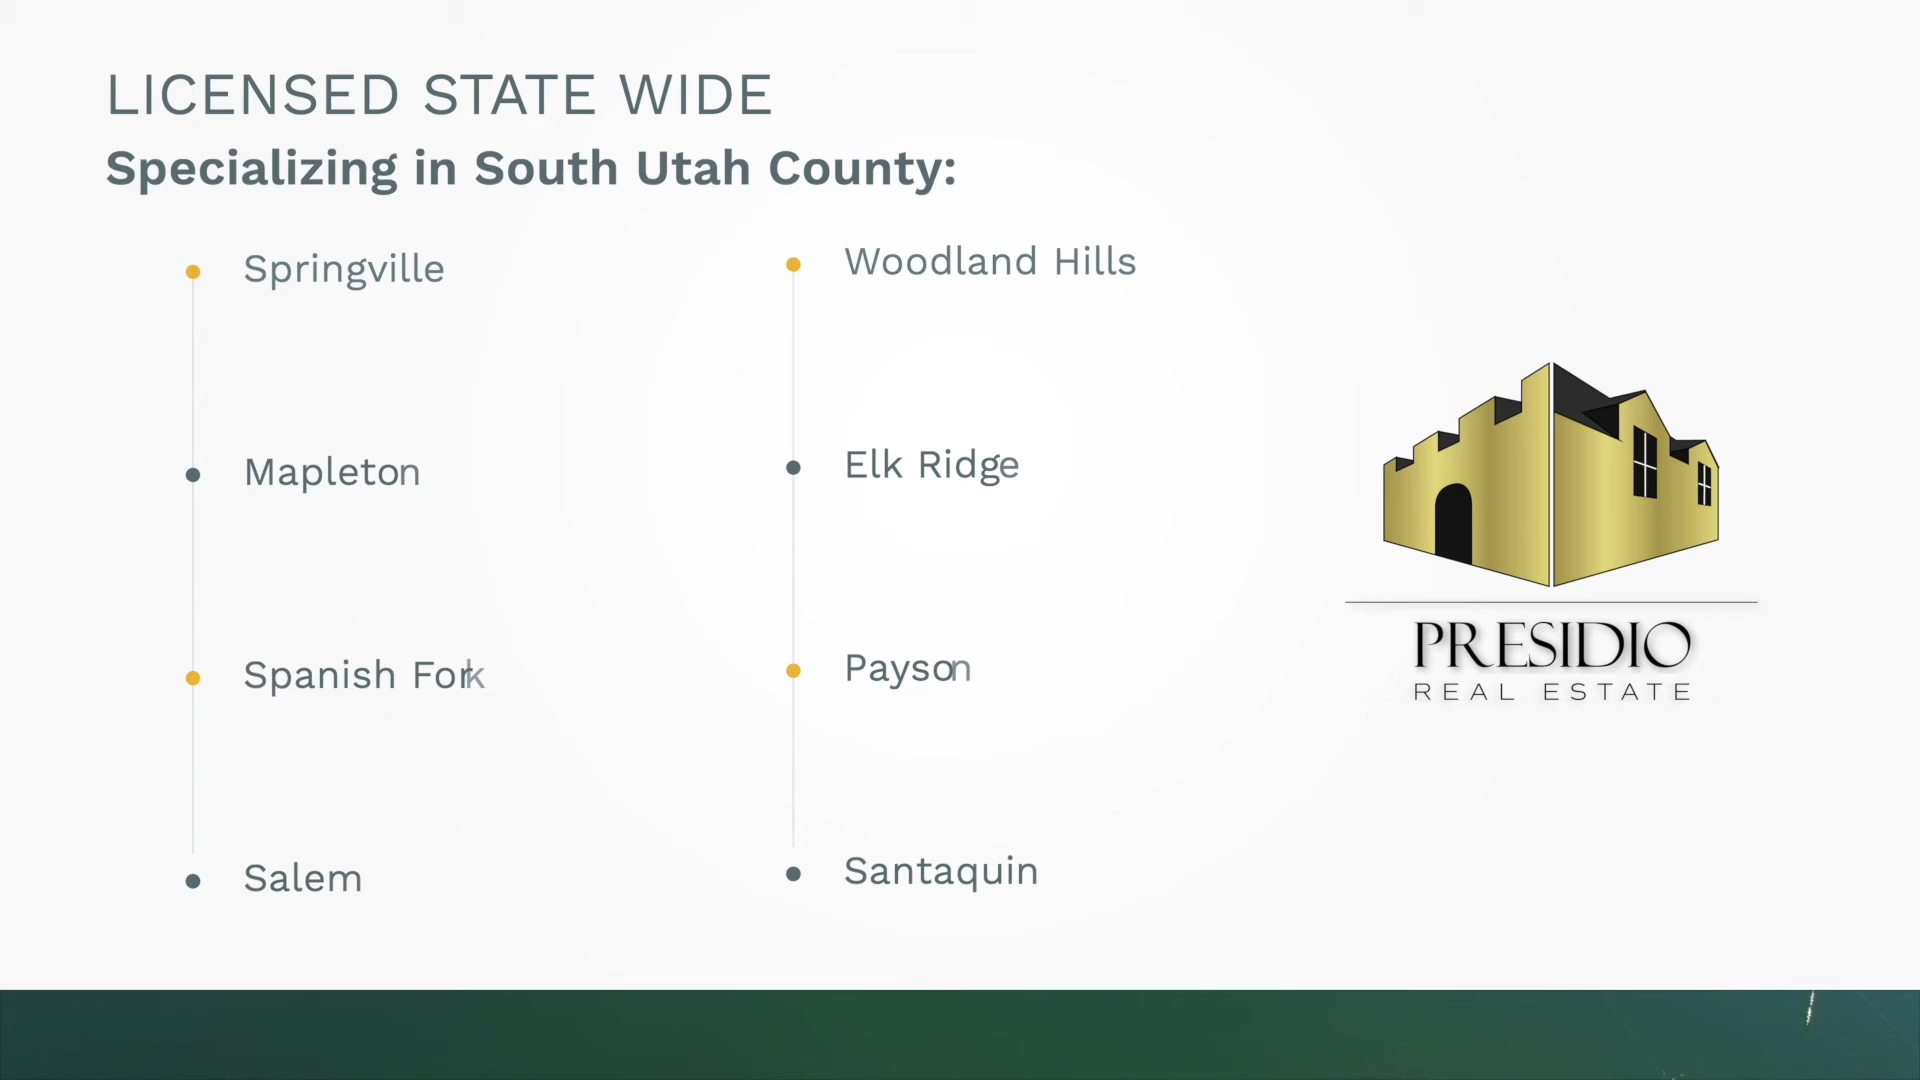 LICENSED STATE WIDE
Specializing in South Utah County:
Springville
Mapleton
Spanish Fork
Salem
Woodland Hills
Elk Ridge
Payson
Santaquin
PRESIDIO
REAL ESTATE